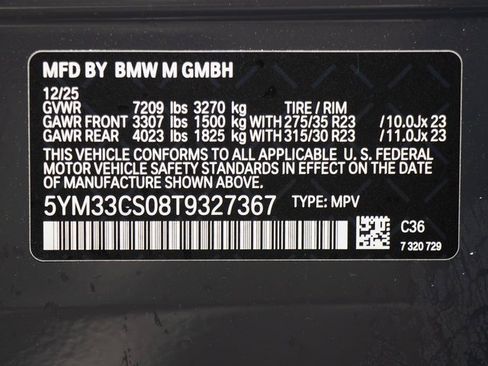 MFD BY BMW M GMBH
12/25
GVWR 7209 lbs 3270 kg TIRE / RIM
GAWR FRONT 3307 lbs 1500 kg WITH 275/35 R23 / 10.0Jx 23
GAWR REAR 4023 lbs 1825 kg WITH 315/30 R23 / 11.0Jx 23
THIS VEHICLE CONFORMS TO ALL APPLICABLE U. S. FEDERAL
MOTOR VEHICLE SAFETY STANDARDS IN EFFECT ON THE DATE
OF MANUFACTURE SHOWN ABOVE.
5YM33CS08T9327367 TYPE: MPV
C36
7 320 729